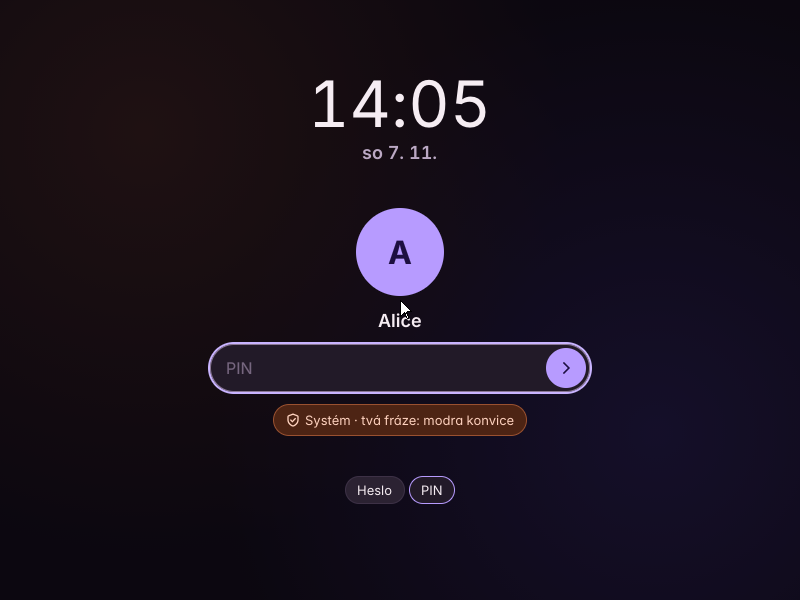 14:05
so 7. 11.
A
Alice
PIN
Systém · tvá fráze: modra konvice
Heslo PIN